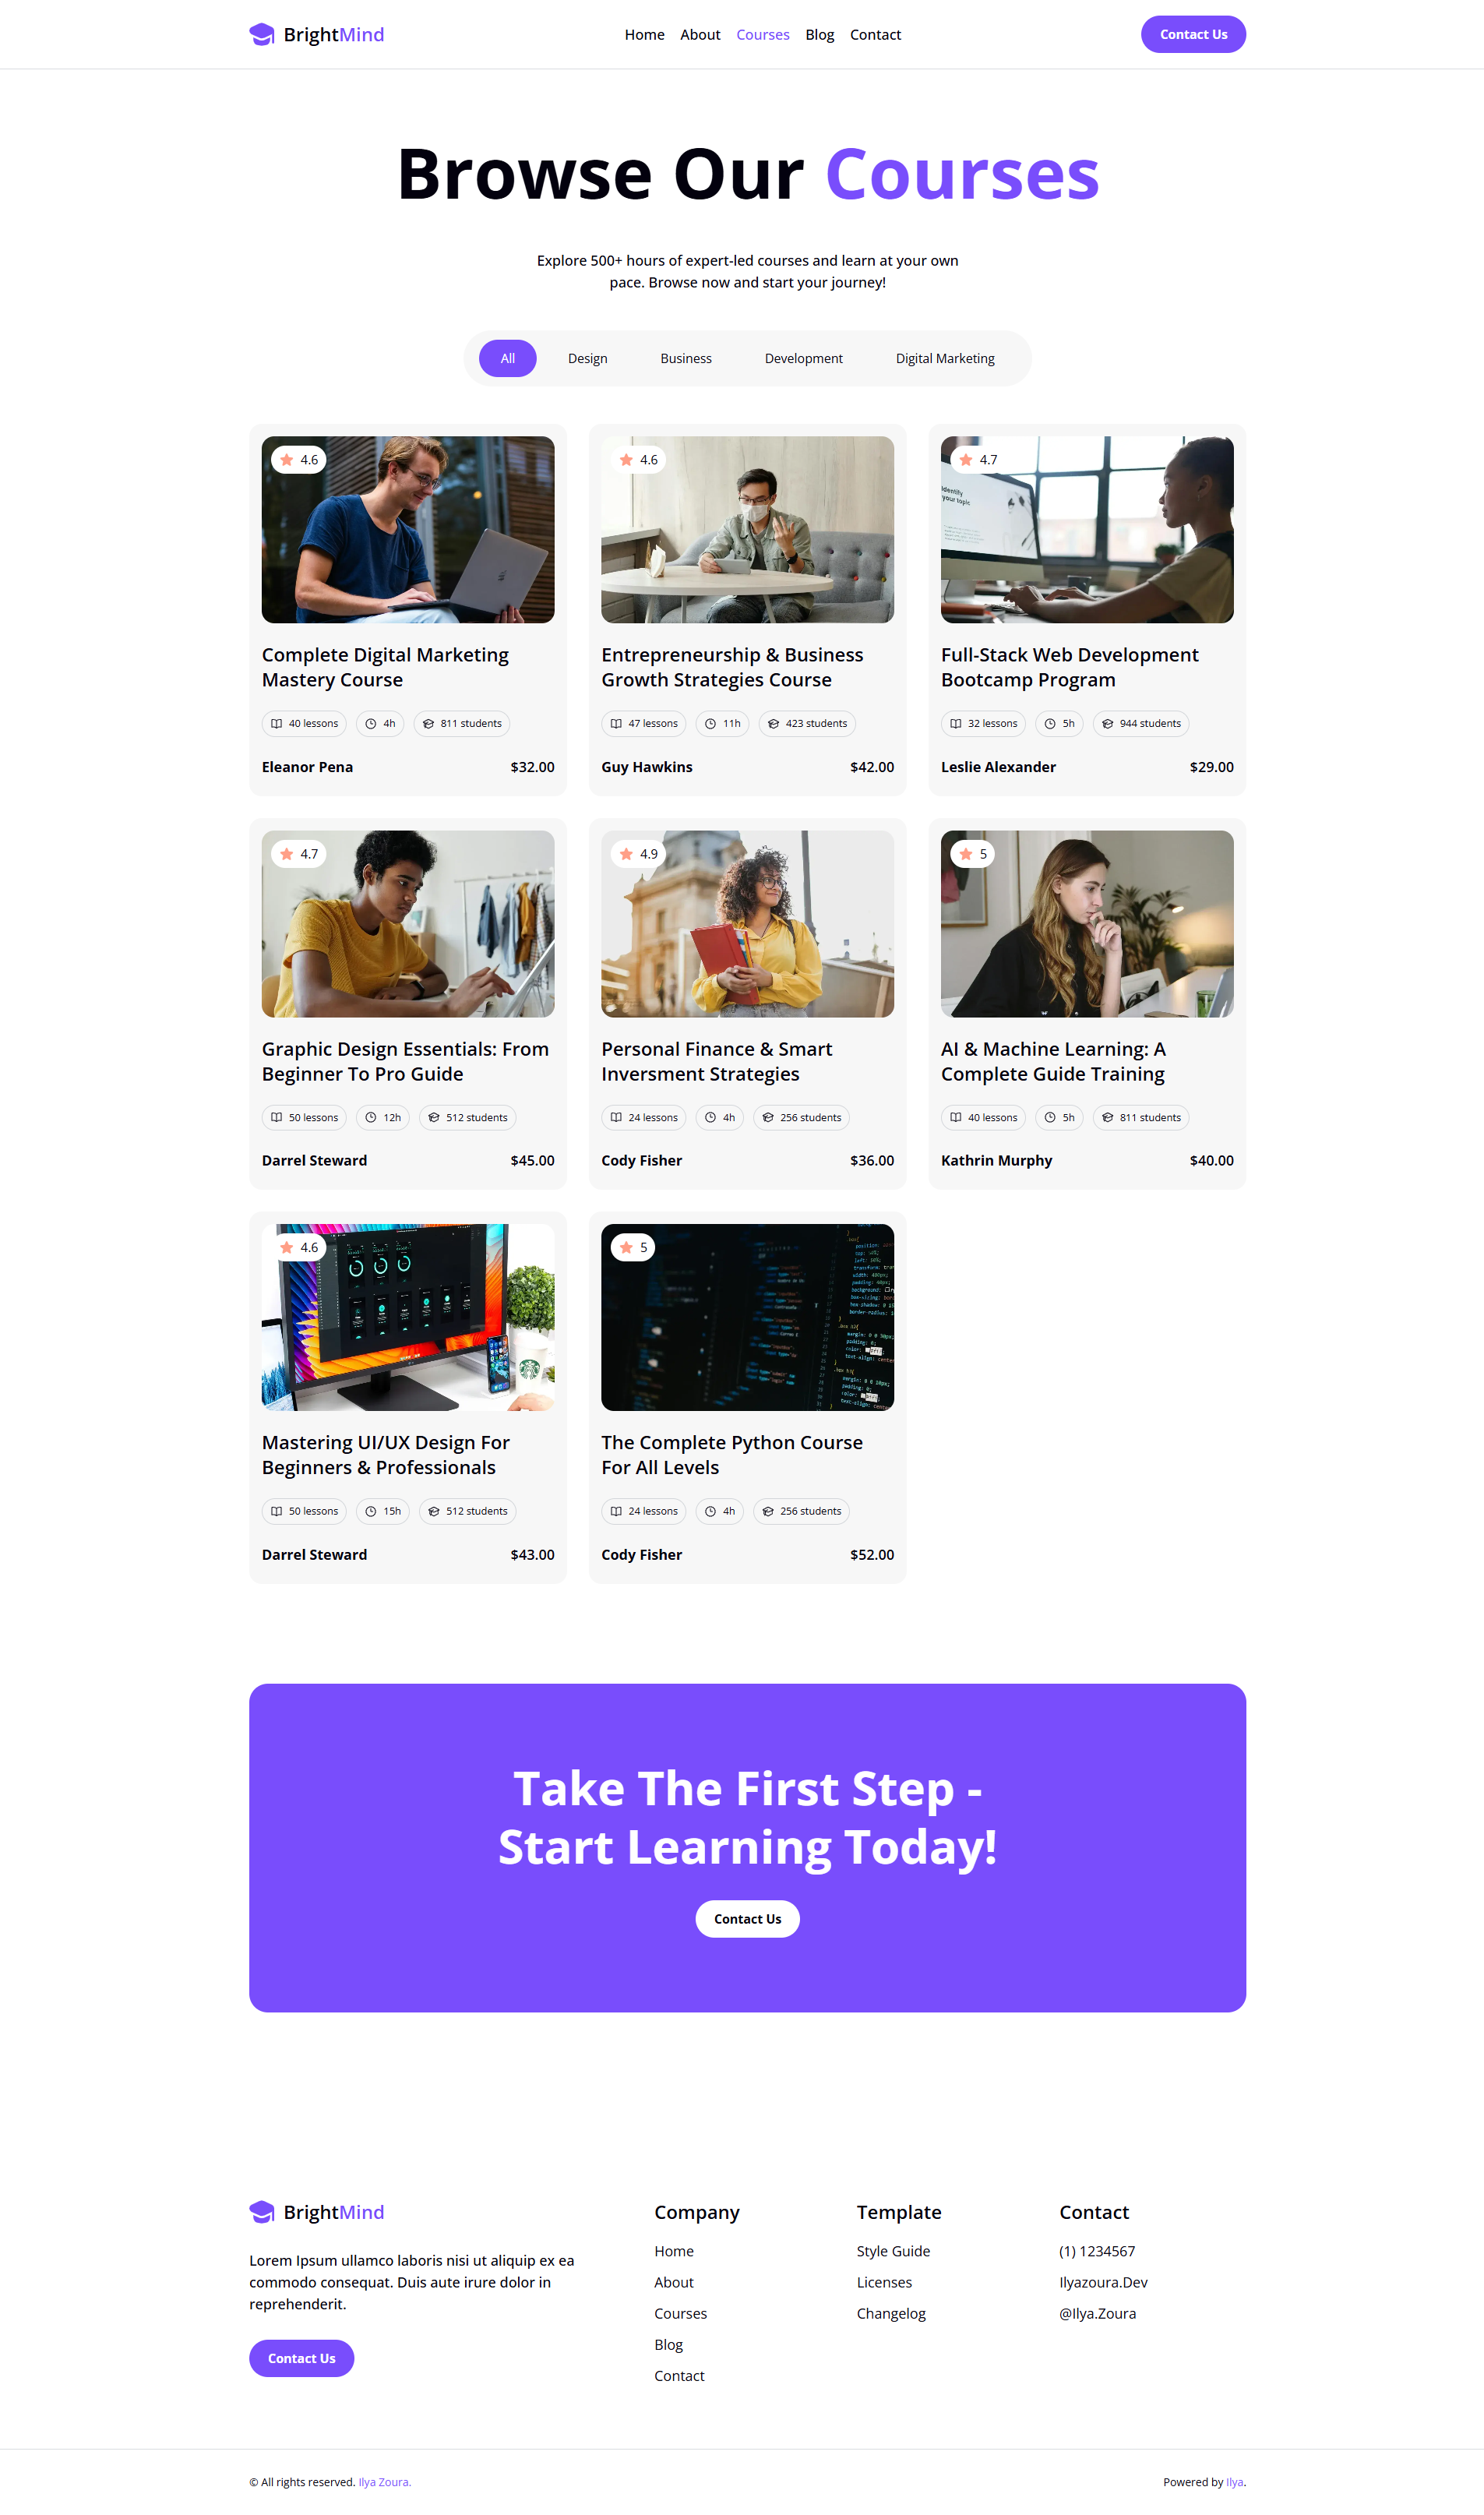 BrightMind
Home About Courses Blog Contact
Contact Us
Browse Our Courses
Explore 500+ hours of expert-led courses and learn at your own
pace. Browse now and start your journey!
All Design Business Development Digital Marketing
4.6
Complete Digital Marketing
Mastery Course
40 lessons 4h 811 students
Eleanor Pena $32.00
4.6
Entrepreneurship & Business
Growth Strategies Course
47 lessons 11h 423 students
Guy Hawkins $42.00
4.7
Identify
your topic
Full-Stack Web Development
Bootcamp Program
32 lessons 5h 944 students
Leslie Alexander $29.00
4.7
Graphic Design Essentials: From
Beginner To Pro Guide
50 lessons 12h 512 students
Darrel Steward $45.00
4.9
Personal Finance & Smart
Inversment Strategies
24 lessons 4h 256 students
Cody Fisher $36.00
5
AI & Machine Learning: A
Complete Guide Training
40 lessons 5h 811 students
Kathrin Murphy $40.00
4.6
Mastering UI/UX Design For
Beginners & Professionals
50 lessons 15h 512 students
Darrel Steward $43.00
5
The Complete Python Course
For All Levels
24 lessons 4h 256 students
Cody Fisher $52.00
Take The First Step -
Start Learning Today!
Contact Us
BrightMind
Lorem Ipsum ullamco laboris nisi ut aliquip ex ea
commodo consequat. Duis aute irure dolor in
reprehenderit.
Contact Us
Company
Home
About
Courses
Blog
Contact
Template
Style Guide
Licenses
Changelog
Contact
(1) 1234567
Ilyazoura.Dev
@Ilya.Zoura
© All rights reserved. Ilya Zoura.
Powered by Ilya.